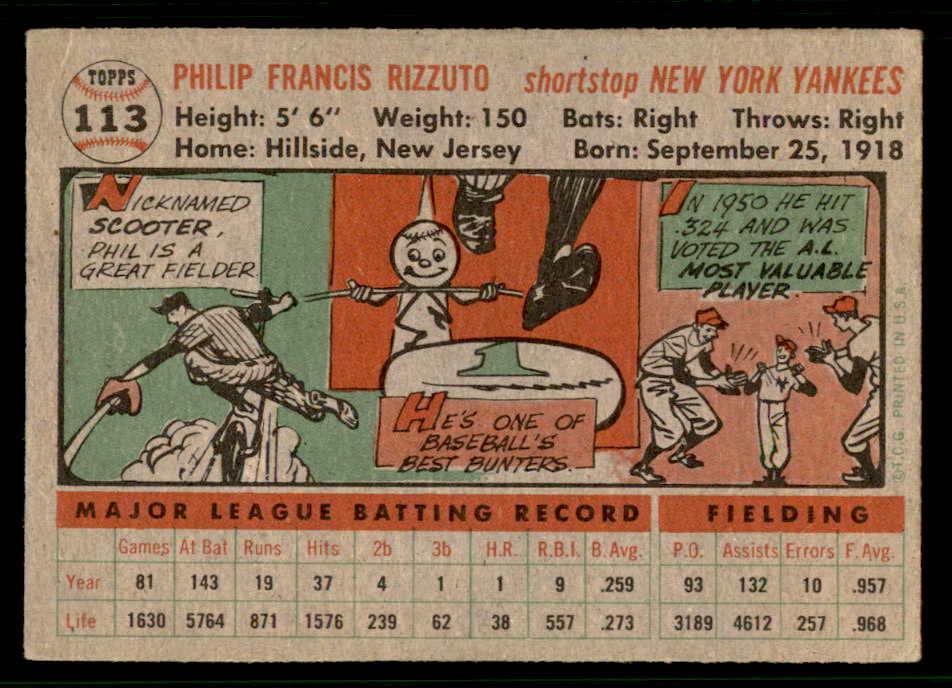 TOPPS
113
PHILIP FRANCIS RIZZUTO shortstop NEW YORK YANKEES
Height: 5' 6" Weight: 150 Bats: Right Throws: Right
Home: Hillside, New Jersey Born: September 25, 1918
NICKNAMED
SCOOTER,
PHIL IS A
GREAT FIELDER.
HE'S ONE OF
BASEBALL'S
BEST BUNTERS.
IN 1950 HE HIT
.324 AND WAS
VOTED THE A.L.
MOST VALUABLE
PLAYER.
©T.C.G. PRINTED IN U.S.A.
MAJOR LEAGUE BATTING RECORD FIELDING
Games At Bat Runs Hits 2b 3b H.R. R.B.I. B. Avg. P.O. Assists Errors F. Avg.
Year 81 143 19 37 4 1 1 9 .259 93 132 10 .957
Life 1630 5764 871 1576 239 62 38 557 .273 3189 4612 257 .968